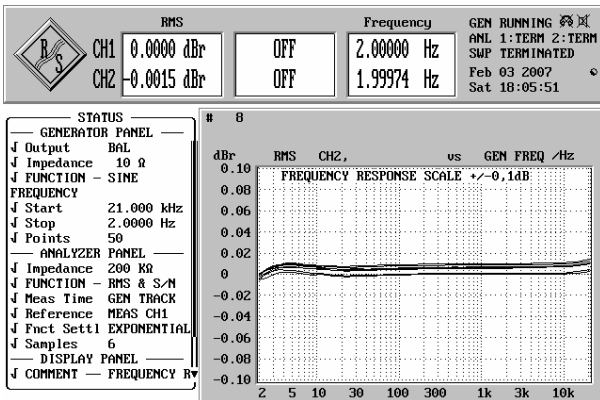 RMS
Frequency
R
S
CH1 0.0000 dBr OFF 2.00000 Hz
CH2 -0.0015 dBr OFF 1.99974 Hz
GEN RUNNING
ANL 1:TERM 2:TERM
SWP TERMINATED
Feb 03 2007
Sat 18:05:51
STATUS
GENERATOR PANEL
Output BAL
Impedance 10 Ω
FUNCTION - SINE
FREQUENCY
Start 21.000 kHz
Stop 2.0000 Hz
Points 50
ANALYZER PANEL
Impedance 200 KΩ
FUNCTION - RMS & S/N
Meas Time GEN TRACK
Reference MEAS CH1
Fnct Settl EXPONENTIAL
Samples 6
DISPLAY PANEL
COMMENT — FREQUENCY R
# 8
dBr RMS CH2, vs GEN FREQ /Hz
FREQUENCY RESPONSE SCALE +/-0,1dB
0.10
0.08
0.06
0.04
0.02
0
-0.02
-0.04
-0.06
-0.08
-0.10
2 5 10 30 100 300 1k 3k 10k